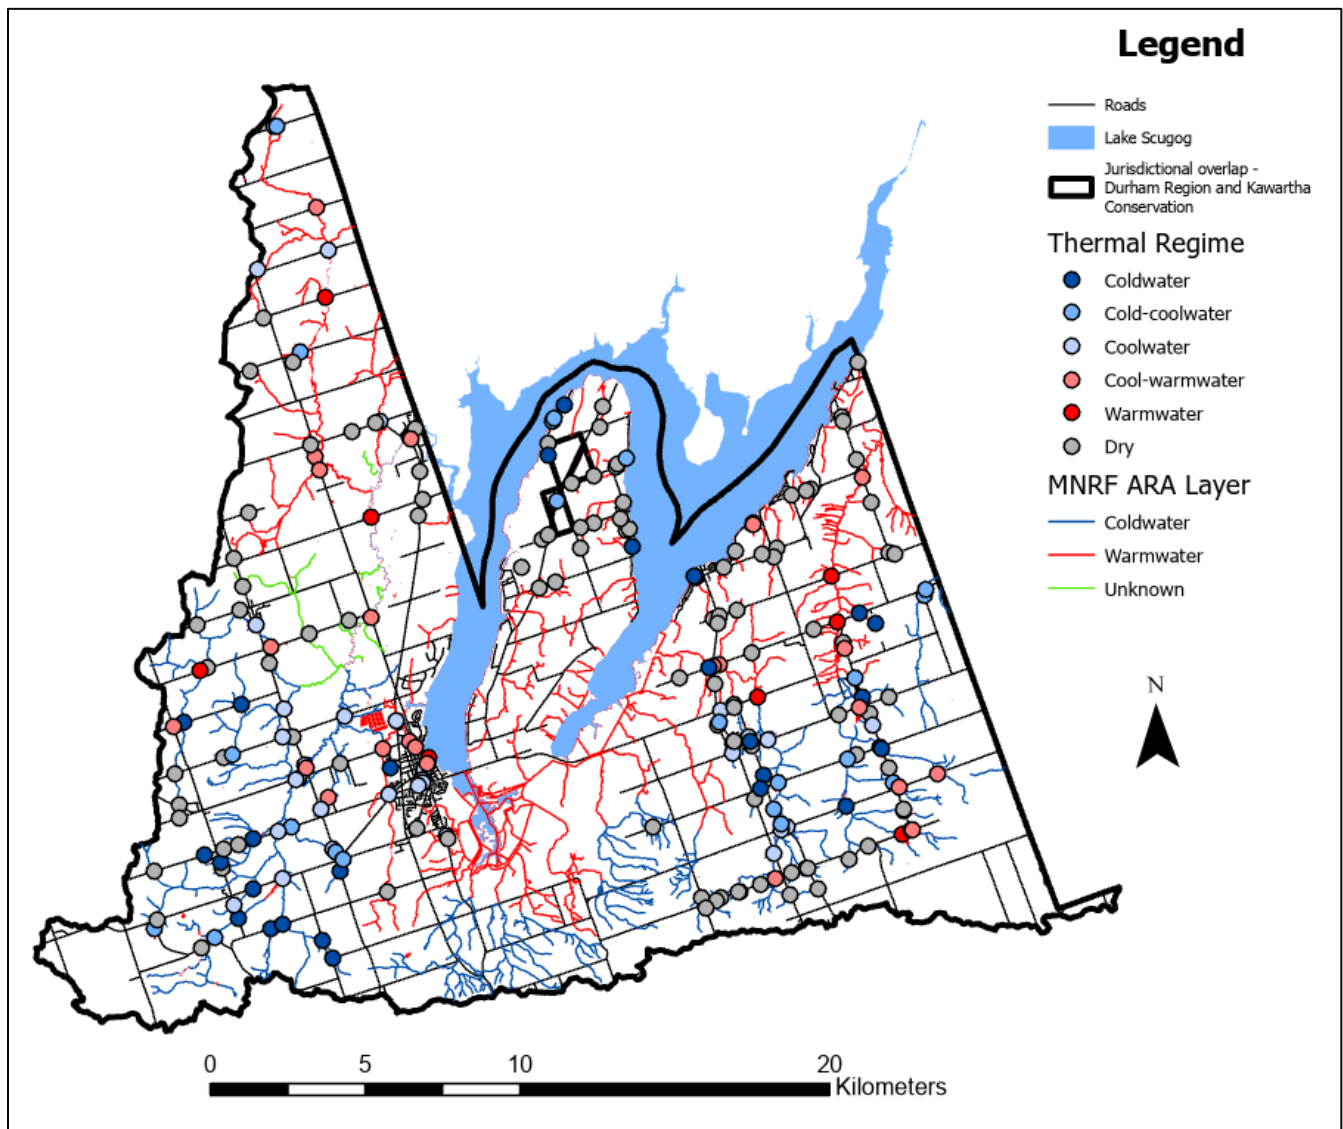 Legend
Roads
Lake Scugog
Jurisdictional overlap -
Durham Region and Kawartha
Conservation
Thermal Regime
Coldwater
Cold-coolwater
Coolwater
Cool-warmwater
Warmwater
Dry
MNRF ARA Layer
Coldwater
Warmwater
Unknown
N
0 5 10 20
Kilometers